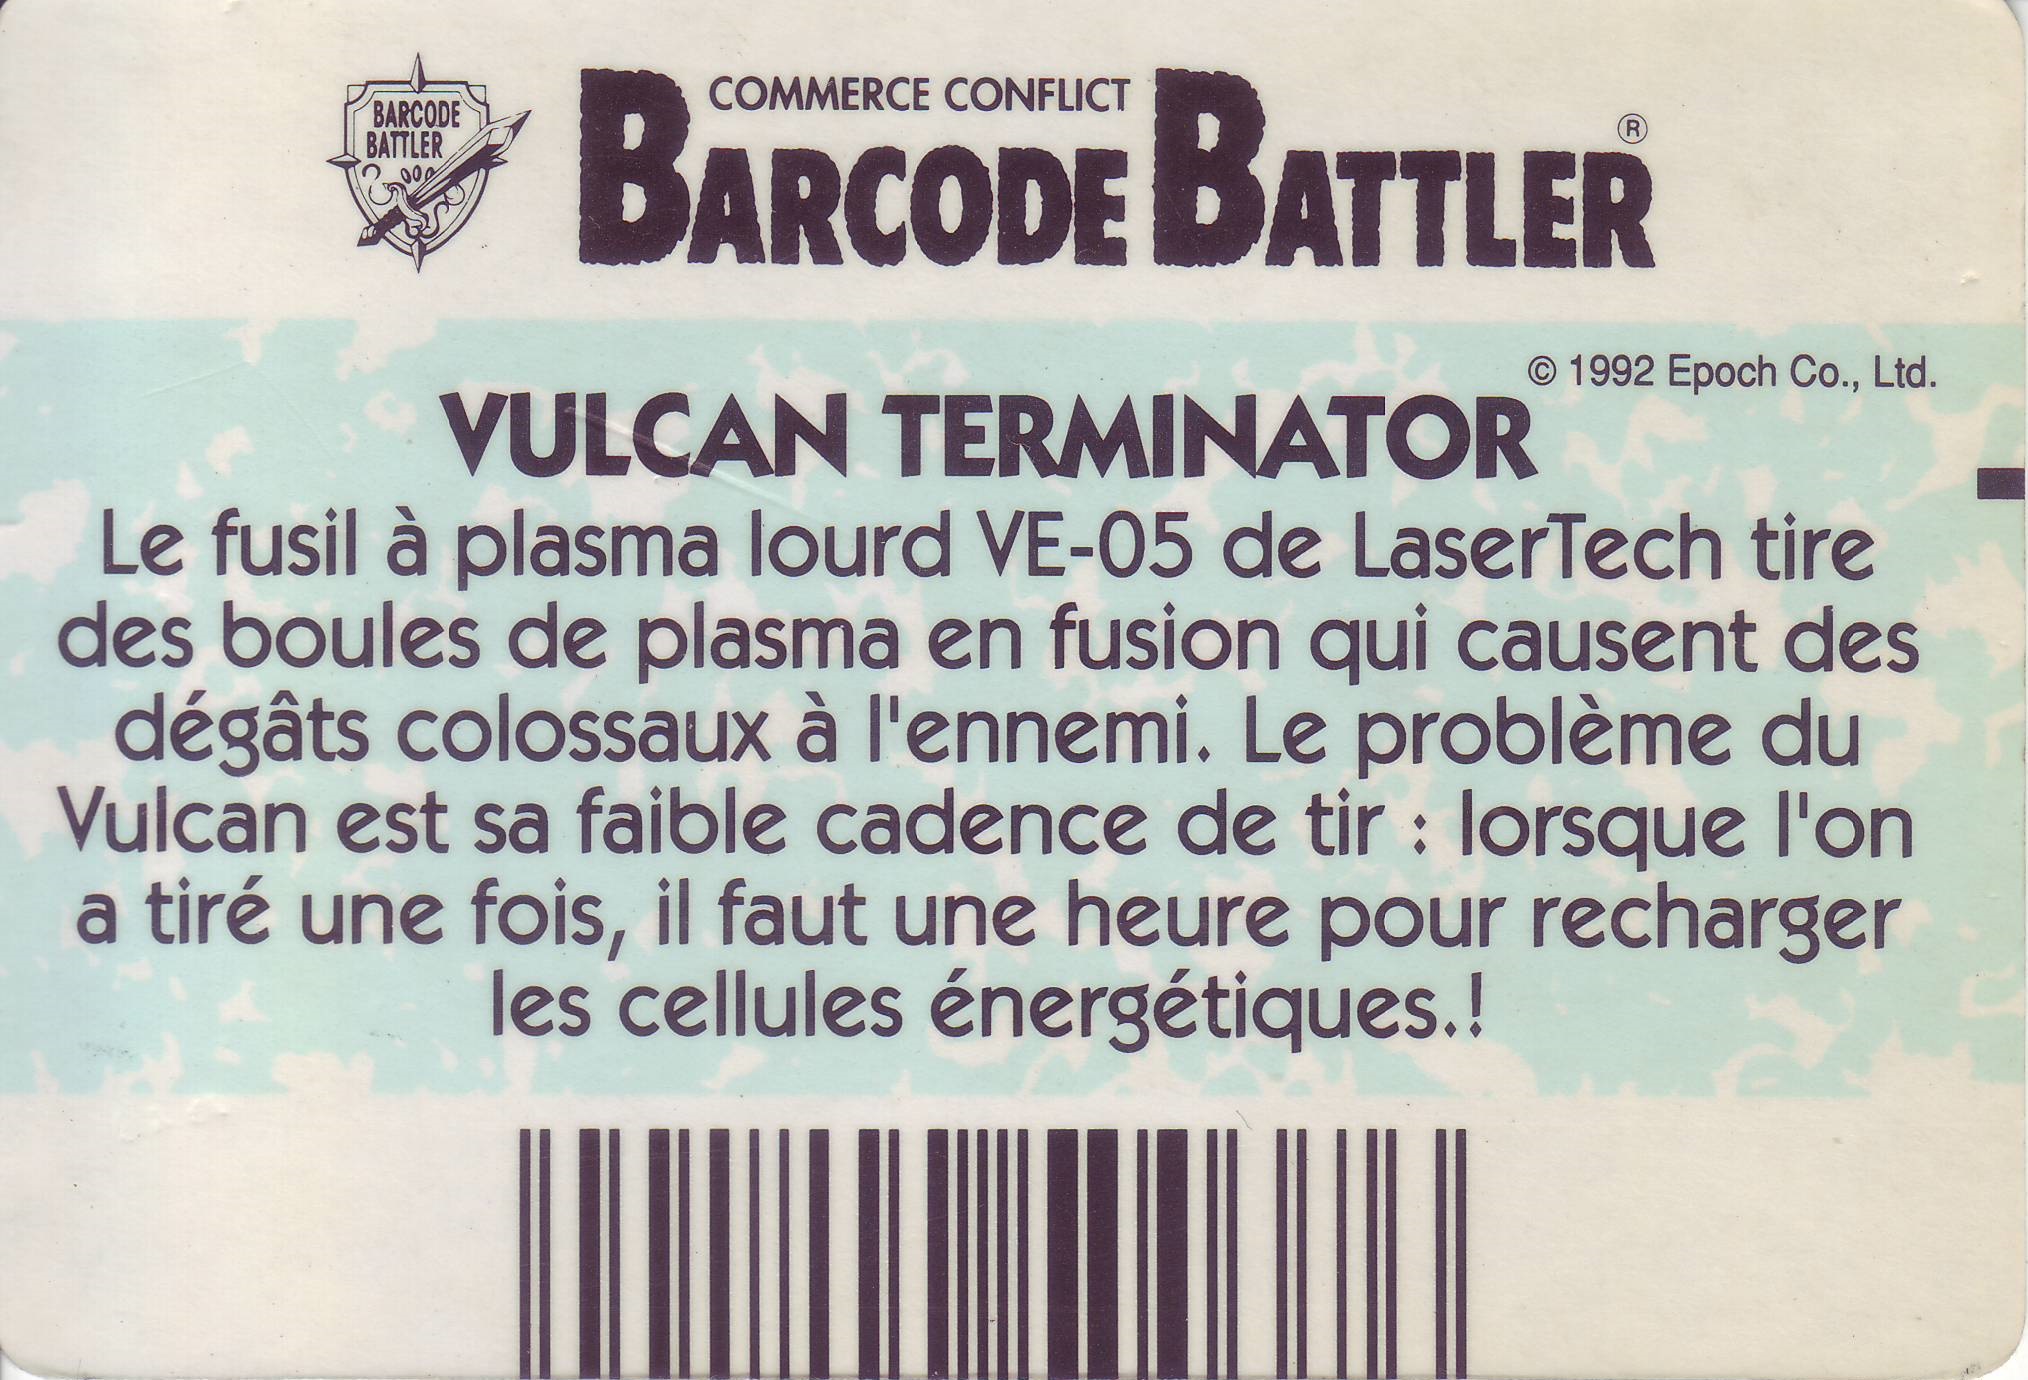 BARCODE
BATTLER
COMMERCE CONFLICT
BARCODE BATTLER®
© 1992 Epoch Co., Ltd.
VULCAN TERMINATOR
Le fusil à plasma lourd VE-05 de LaserTech tire
des boules de plasma en fusion qui causent des
dégâts colossaux à l'ennemi. Le problème du
Vulcan est sa faible cadence de tir : lorsque l'on
a tiré une fois, il faut une heure pour recharger
les cellules énergétiques.!